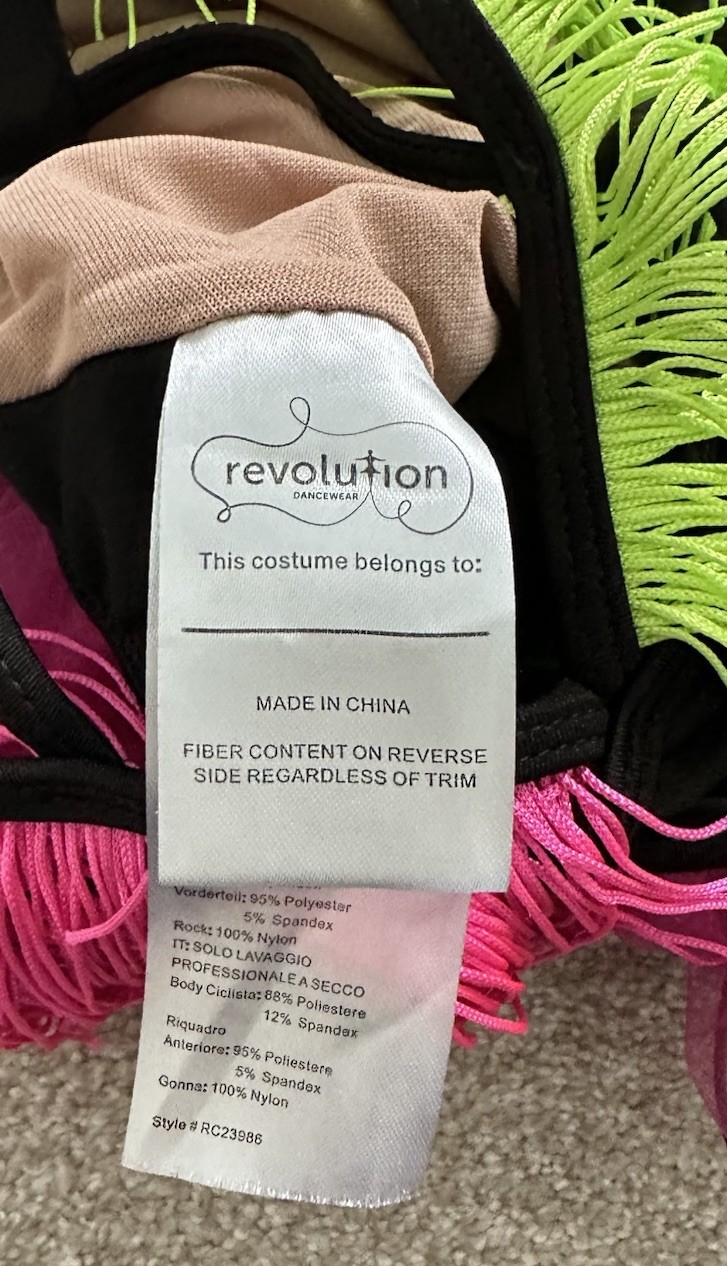 revolution
DANCEWEAR
This costume belongs to:
MADE IN CHINA
FIBER CONTENT ON REVERSE
SIDE REGARDLESS OF TRIM
Vorderteil: 95% Polyester
5% Spandex
Rock: 100% Nylon
IT: SOLO LAVAGGIO
PROFESSIONALE A SECCO
Body Ciclista: 88% Poliestere
12% Spandex
Riquadro
Anteriore: 95% Poliestere
5% Spandex
Gonna: 100% Nylon
Style # RC23986